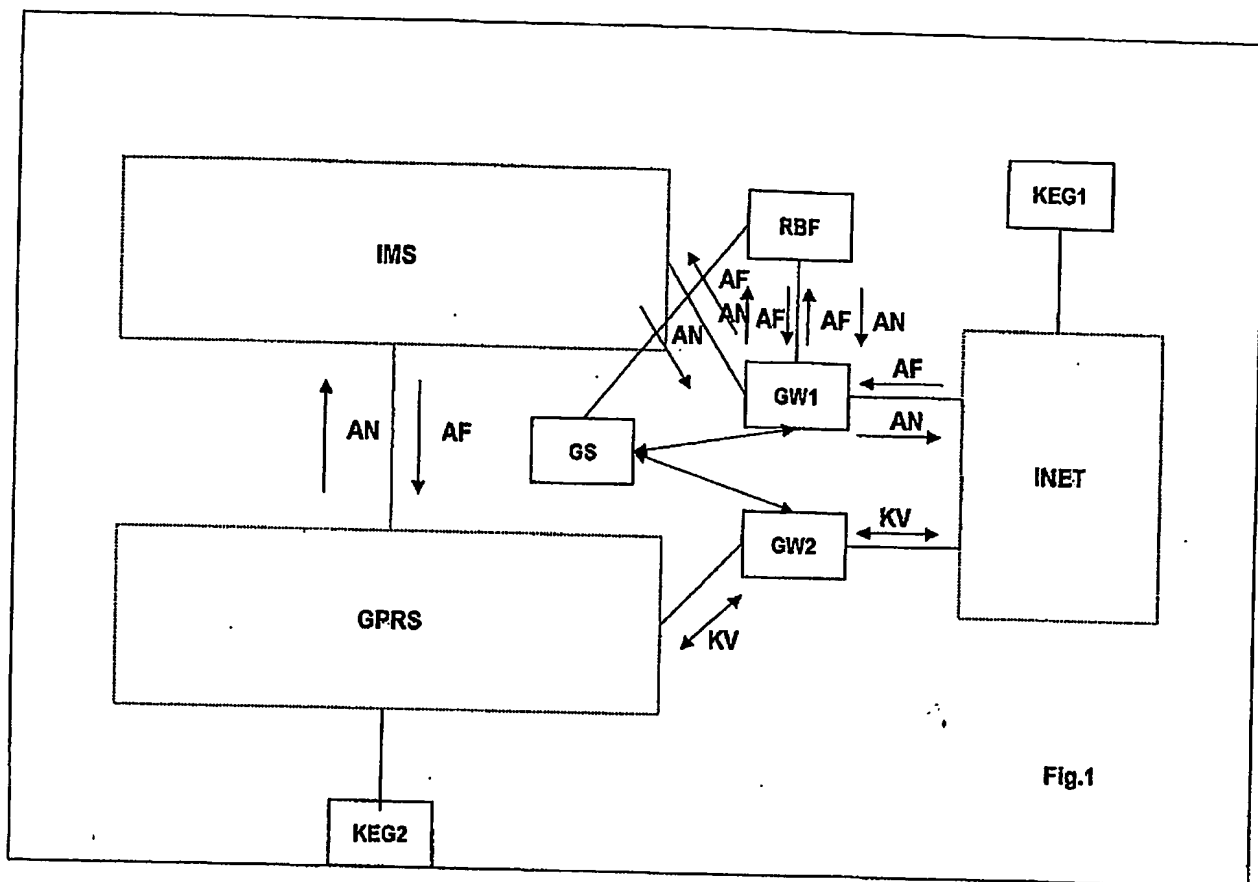 KEG1
RBF
IMS
AF
AN
AF
AF
AN
AN
AF
GW1
AN
AN
AF
GS
INET
KV
GW2
GPRS
KV
Fig.1
KEG2